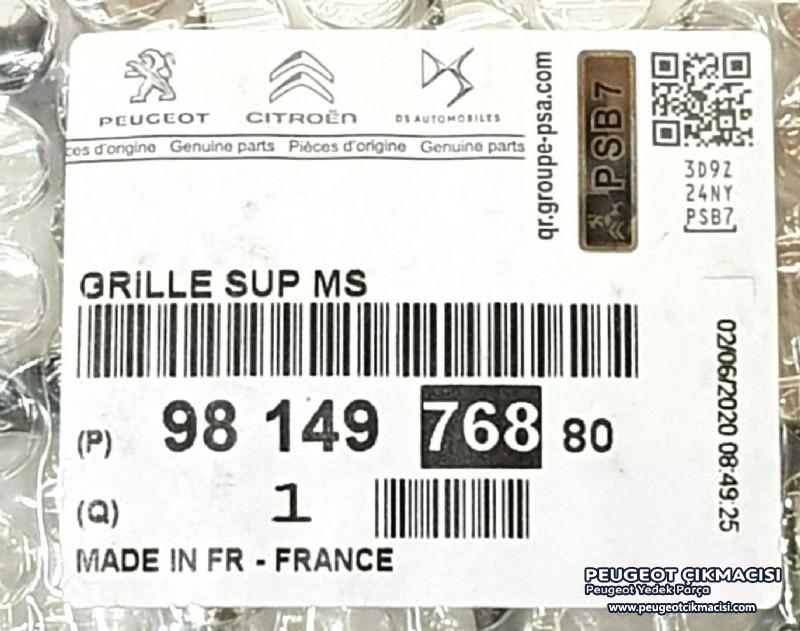 PEUGEOT CITROËN DS AUTOMOBILES
ces d'origine Genuine parts Pièces d'origine Genuine parts
qr.groupe-psa.com
PSB7
3D9Z
24NY
PSB7
GRILLE SUP MS
(P) 98 149 768 80
(Q) 1
MADE IN FR - FRANCE
02/06/2020 08:49:25
PEUGEOT ÇIKMACISI
Peugeot Yedek Parça
www.peugeotcikmacisi.com